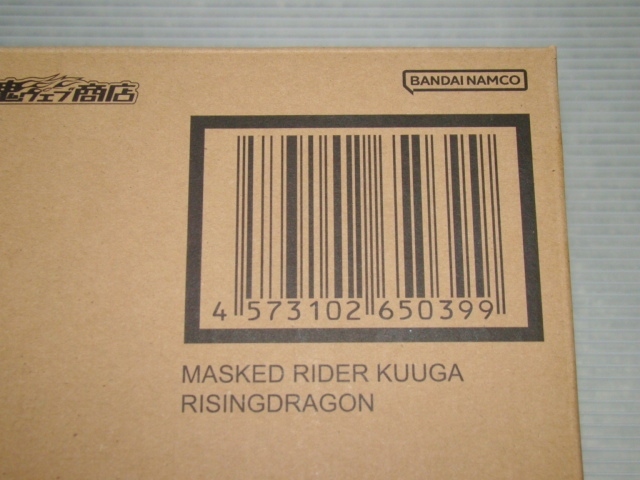 魂ウェブ商店
BANDAI NAMCO
4 573102 650399
MASKED RIDER KUUGA
RISINGDRAGON